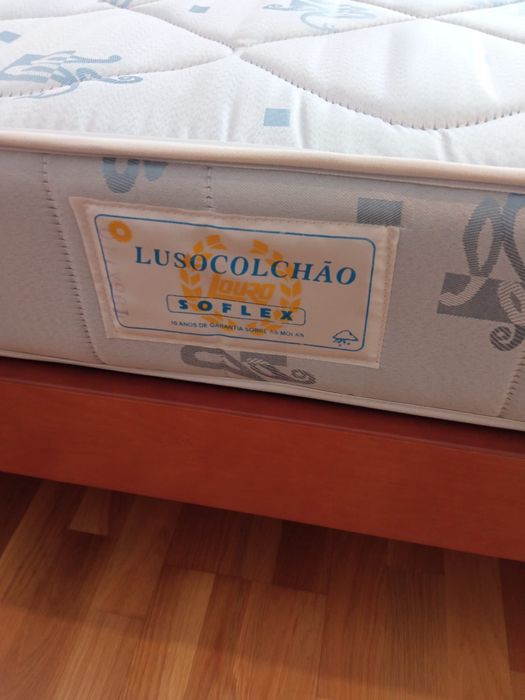 LUSOCOLCHÃO
LOURO
SOFLEX
10 ANOS DE GARANTIA SOBRE AS MOLAS